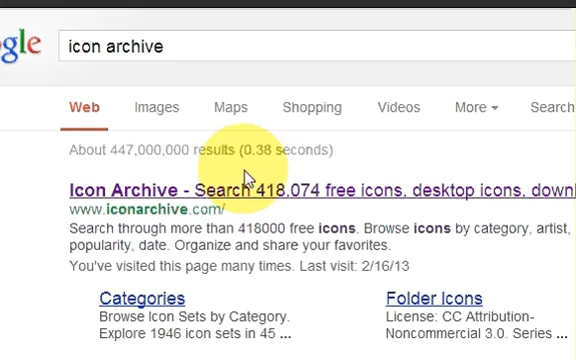 gle icon archive
Web Images Maps Shopping Videos More Search
About 447,000,000 results (0.38 seconds)
Icon Archive - Search 418.074 free icons, desktop icons, down
www.iconarchive.com/
Search through more than 418000 free icons. Browse icons by category, artist,
popularity, date. Organize and share your favorites.
You've visited this page many times. Last visit: 2/16/13
Categories Folder Icons
Browse Icon Sets by Category. License: CC Attribution-
Explore 1946 icon sets in 45 ... Noncommercial 3.0. Series ...